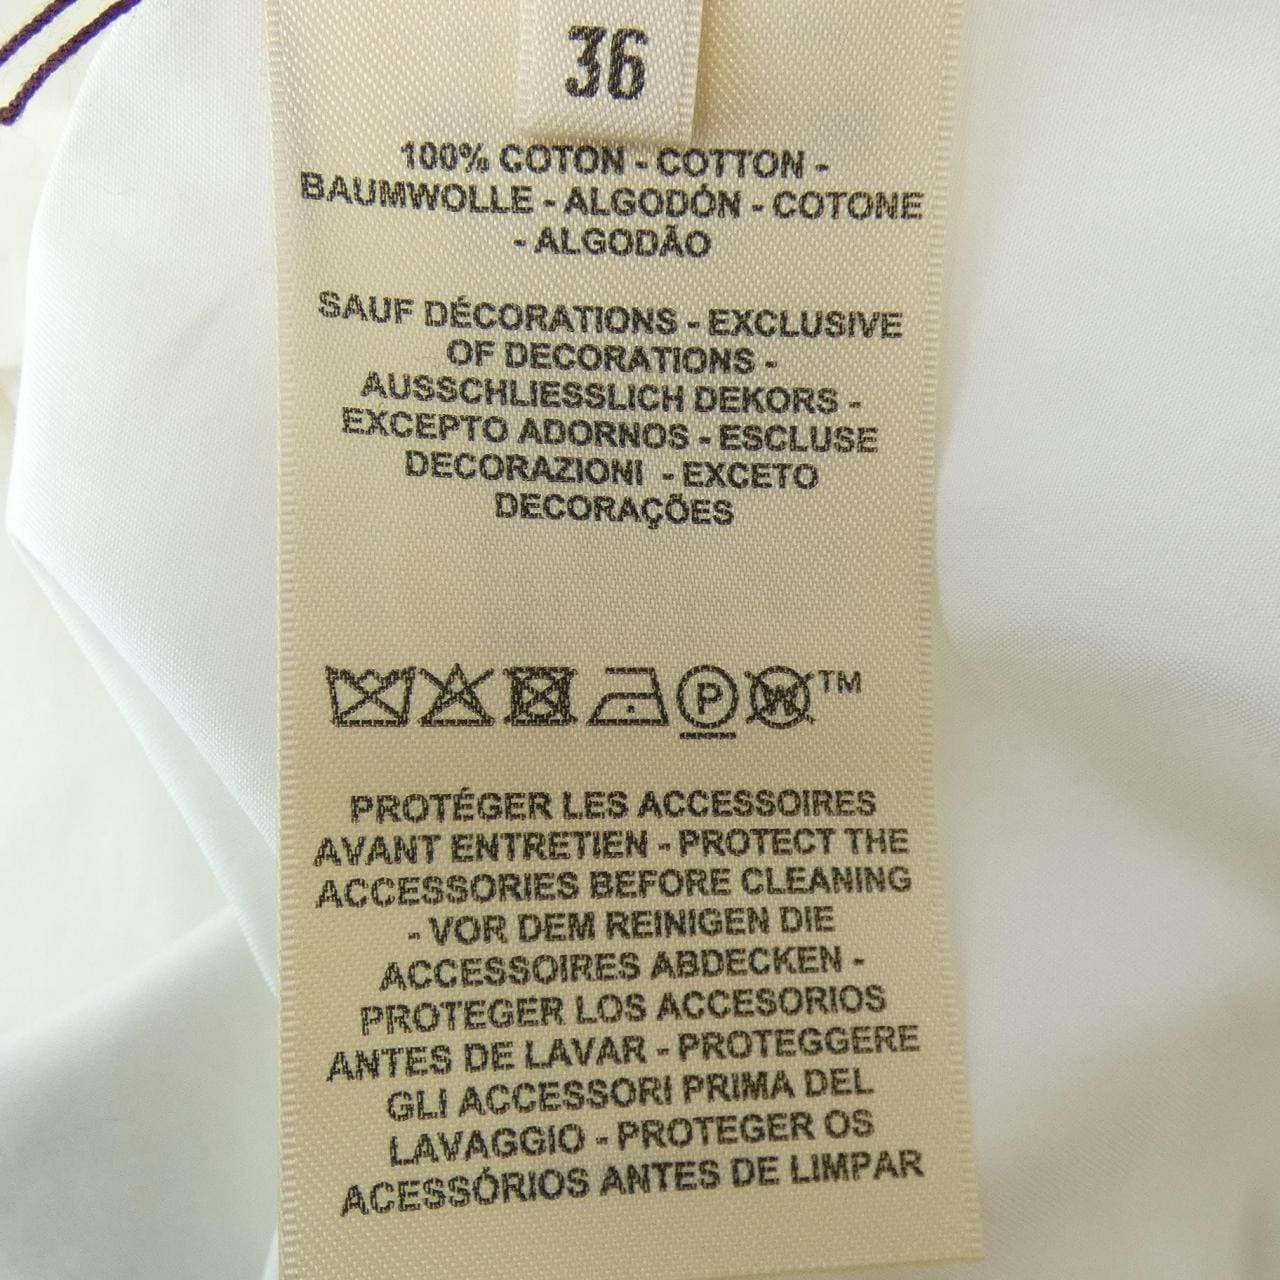 36
100% COTON - COTTON -
BAUMWOLLE - ALGODÓN - COTONE
- ALGODÃO
SAUF DÉCORATIONS - EXCLUSIVE
OF DECORATIONS -
AUSSCHLIESSLICH DEKORS -
EXCEPTO ADORNOS - ESCLUSE
DECORAZIONI - EXCETO
DECORAÇÕES
P W TM
PROTÉGER LES ACCESSOIRES
AVANT ENTRETIEN - PROTECT THE
ACCESSORIES BEFORE CLEANING
- VOR DEM REINIGEN DIE
ACCESSOIRES ABDECKEN -
PROTEGER LOS ACCESORIOS
ANTES DE LAVAR - PROTEGGERE
GLI ACCESSORI PRIMA DEL
LAVAGGIO - PROTEGER OS
ACESSÓRIOS ANTES DE LIMPAR